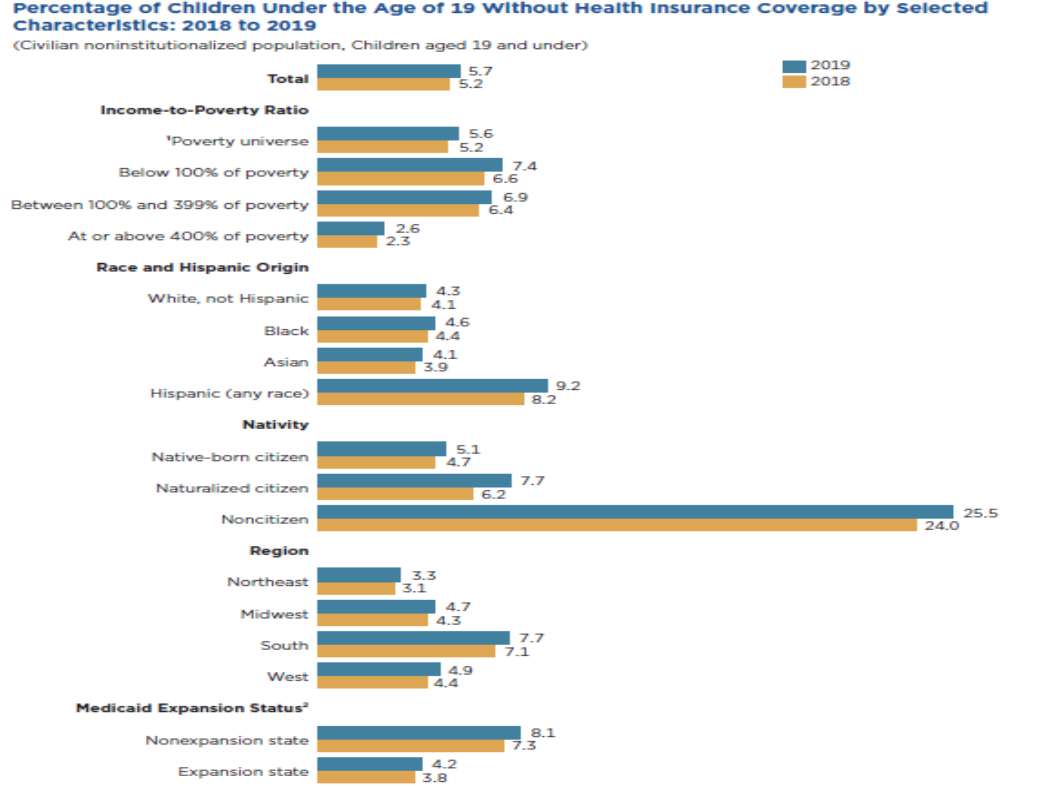 Percentage of Children Under the Age of 19 Without Health Insurance Coverage by Selected
Characteristics: 2018 to 2019
(Civilian noninstitutionalized population, Children aged 19 and under)
2019
2018
Total 5.7
5.2
Income-to-Poverty Ratio
¹Poverty universe 5.6
5.2
Below 100% of poverty 7.4
6.6
Between 100% and 399% of poverty 6.9
6.4
At or above 400% of poverty 2.6
2.3
Race and Hispanic Origin
White, not Hispanic 4.3
4.1
Black 4.6
4.4
Asian 4.1
3.9
Hispanic (any race) 9.2
8.2
Nativity
Native-born citizen 5.1
4.7
Naturalized citizen 7.7
6.2
Noncitizen 25.5
24.0
Region
Northeast 3.3
3.1
Midwest 4.7
4.3
South 7.7
7.1
West 4.9
4.4
Medicaid Expansion Status²
Nonexpansion state 8.1
7.3
Expansion state 4.2
3.8